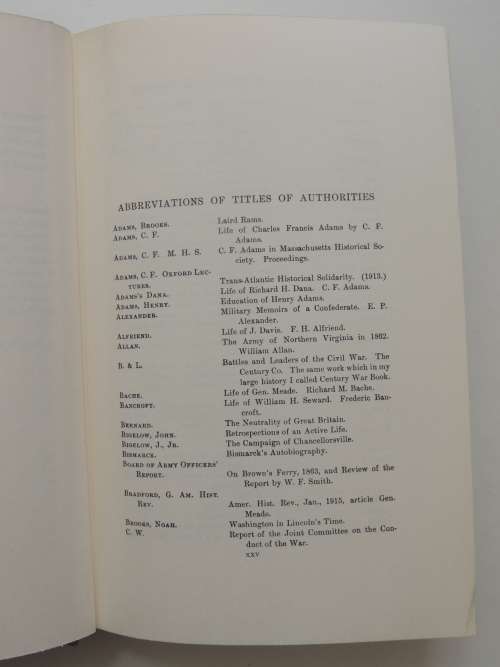 ABBREVIATIONS OF TITLES OF AUTHORITIES
ADAMS, BROOKS. Laird Rams.
ADAMS, C. F. Life of Charles Francis Adams by C. F.
Adams.
ADAMS, C. F. M. H. S. C. F. Adams in Massachusetts Historical So-
ciety. Proceedings.
ADAMS, C. F. OXFORD LEC-
TURES. Trans-Atlantic Historical Solidarity. (1913.)
ADAMS'S DANA. Life of Richard H. Dana. C. F. Adams.
ADAMS, HENRY. Education of Henry Adams.
ALEXANDER. Military Memoirs of a Confederate. E. P.
Alexander.
ALFRIEND. Life of J. Davis. F. H. Alfriend.
ALLAN. The Army of Northern Virginia in 1862.
William Allan.
B. & L. Battles and Leaders of the Civil War. The
Century Co. The same work which in my
large history I called Century War Book.
BACHE. Life of Gen. Meade. Richard M. Bache.
BANCROFT. Life of William H. Seward. Frederic Ban-
croft.
BERNARD. The Neutrality of Great Britain.
BIGELOW, JOHN. Retrospections of an Active Life.
BIGELOW, J., JR. The Campaign of Chancellorsville.
BISMARCK. Bismarck's Autobiography.
BOARD OF ARMY OFFICERS'
REPORT. On Brown's Ferry, 1863, and Review of the
Report by W. F. Smith.
BRADFORD, G. AM. HIST.
REV. Amer. Hist. Rev., Jan., 1915, article Gen.
Meade.
BROOKS, NOAH. Washington in Lincoln's Time.
C. W. Report of the Joint Committee on the Con-
duct of the War.
XXV